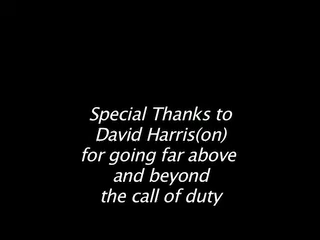 Special Thanks to
David Harris(on)
for going far above
and beyond
the call of duty